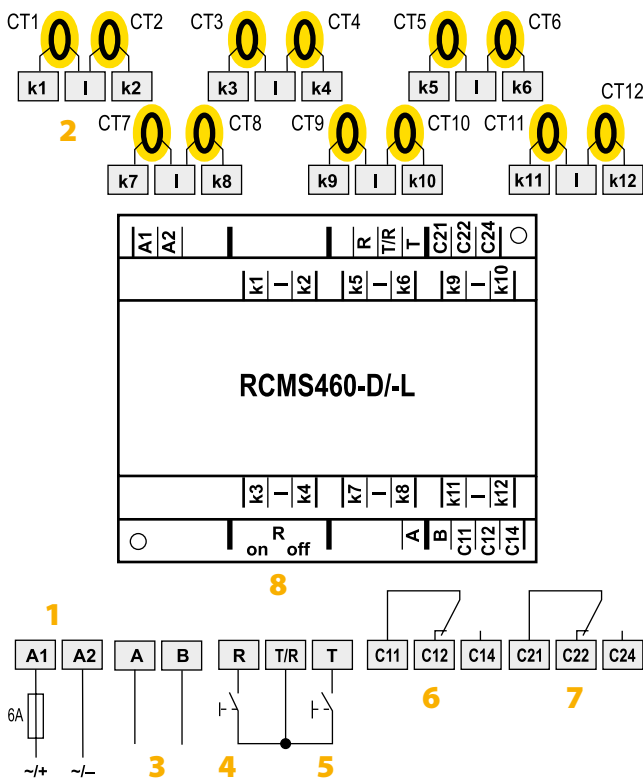 CT1 CT2 CT3 CT4 CT5 CT6
k1 l k2 k3 l k4 k5 l k6
CT12
2 CT7 CT8 CT9 CT10 CT11
k7 l k8 k9 l k10 k11 l k12
A1 A2 R T/R T C21 C22 C24
k1 l k2 k5 l k6 k9 l k10
RCMS460-D/-L
k3 l k4 k7 l k8 k11 l k12
R
on off
A B C11 C12 C14
8
1
A1 A2 A B R T/R T C11 C12 C14 C21 C22 C24
6 7
6A
3 4 5
~/+ ~/–